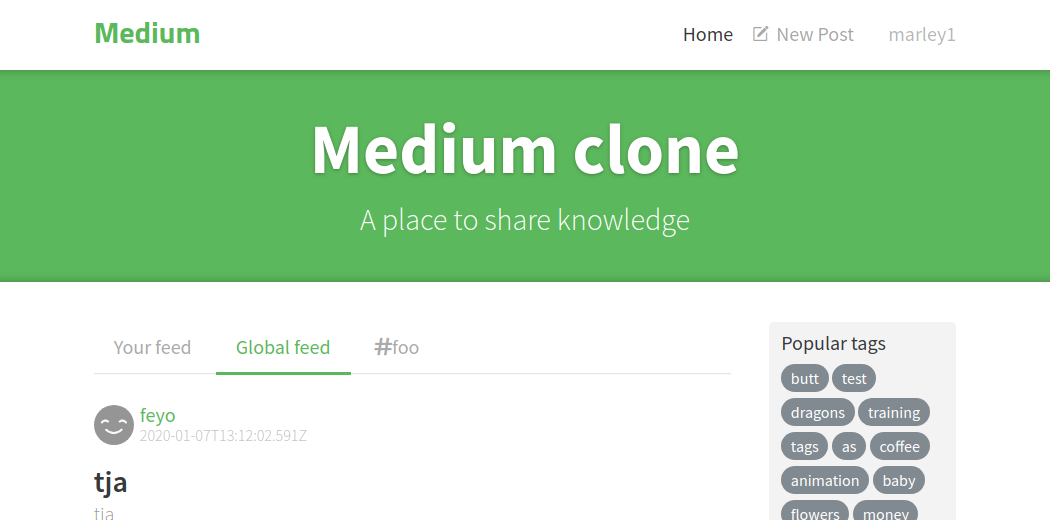 Medium
Home New Post marley1
Medium clone
A place to share knowledge
Your feed Global feed #foo
feyo
2020-01-07T13:12:02.591Z
tja
tja
Popular tags
butt test
dragons training
tags as coffee
animation baby
flowers money